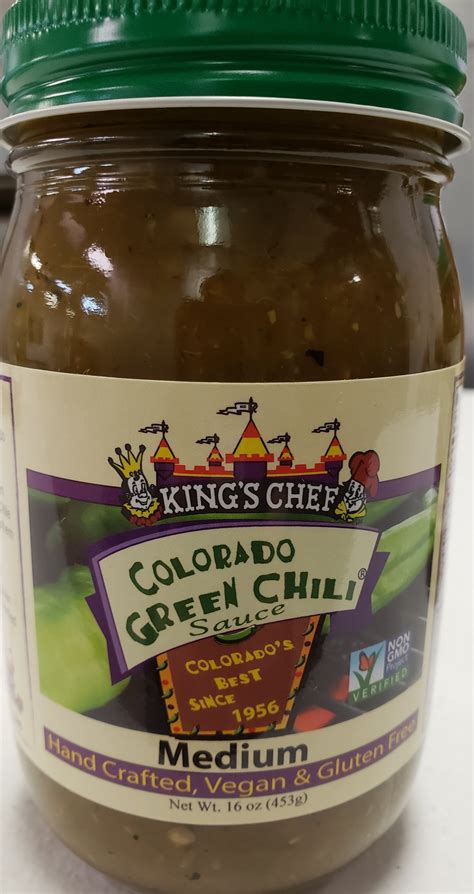 KING'S CHEF
COLORADO
GREEN CHILI®
Sauce
COLORADO'S
BEST
SINCE
1956
NON
GMO
Project
VERIFIED
Medium
Hand Crafted, Vegan & Gluten Free
Net Wt. 16 oz (453g)